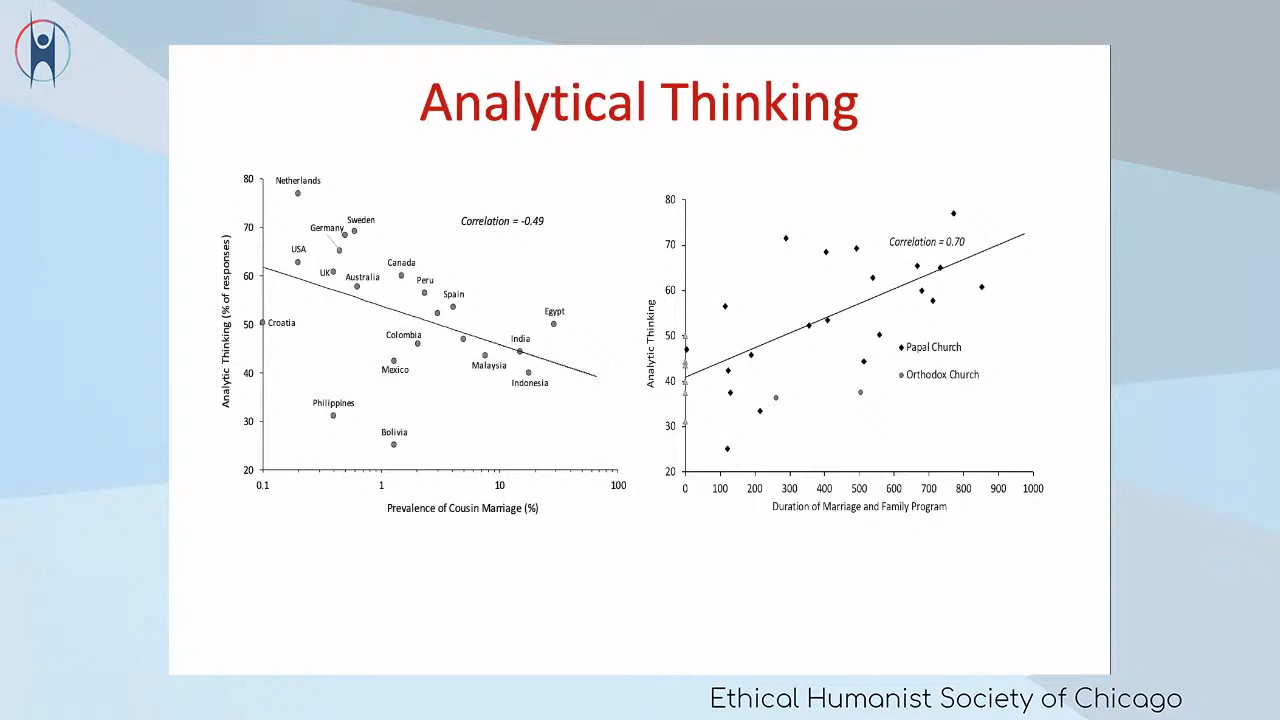 Analytical Thinking
80
70
60
50
40
30
20
Analytic Thinking (% of responses)
Netherlands
Sweden
Germany
USA
UK
Australia
Canada
Peru
Spain
Croatia
Colombia
Mexico
Egypt
India
Malaysia
Indonesia
Philippines
Bolivia
Correlation = -0.49
0.1 1 10 100
Prevalence of Cousin Marriage (%)
80
70
60
50
40
30
20
Analytic Thinking
Correlation = 0.70
Papal Church
Orthodox Church
0 100 200 300 400 500 600 700 800 900 1000
Duration of Marriage and Family Program
Ethical Humanist Society of Chicago